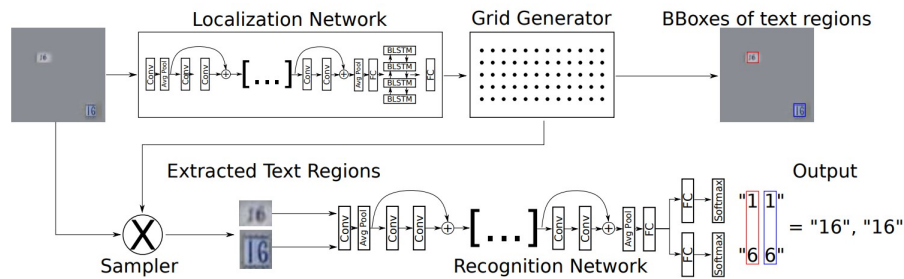 Localization Network
Grid Generator
BBoxes of text regions
16
16
Conv
Avg Pool
Conv
Conv
+
[...]
Conv
Conv
+
Avg Pool
FC
BLSTM
BLSTM
BLSTM
BLSTM
FC
16
16
Extracted Text Regions
Output
X
Sampler
16
16
Conv
Avg Pool
Conv
Conv
+
[...]
Conv
Conv
+
Avg Pool
FC
FC
Softmax
FC
Softmax
"1 1"
"6 6"
= "16", "16"
Recognition Network